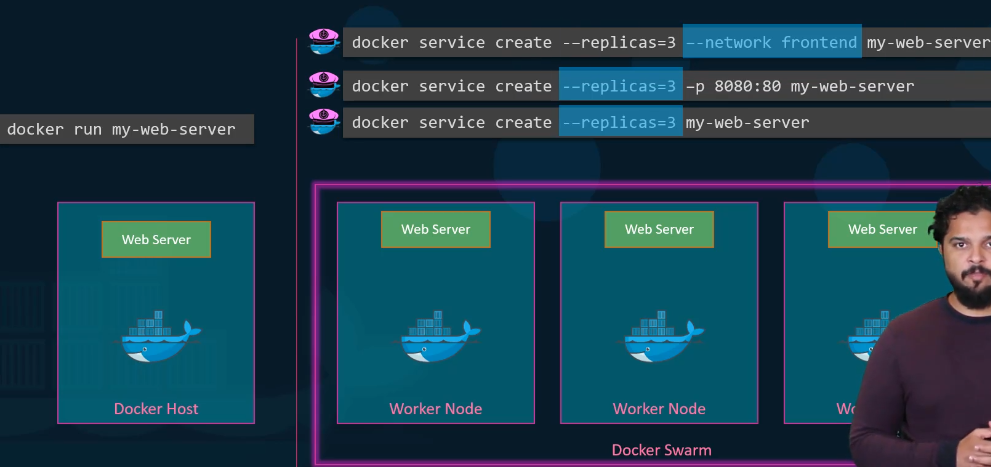 docker service create --replicas=3 --network frontend my-web-server
docker service create --replicas=3 –p 8080:80 my-web-server
docker service create --replicas=3 my-web-server
docker run my-web-server
Web Server
Web Server
Web Server
Web Server
Docker Host
Worker Node
Worker Node
Docker Swarm